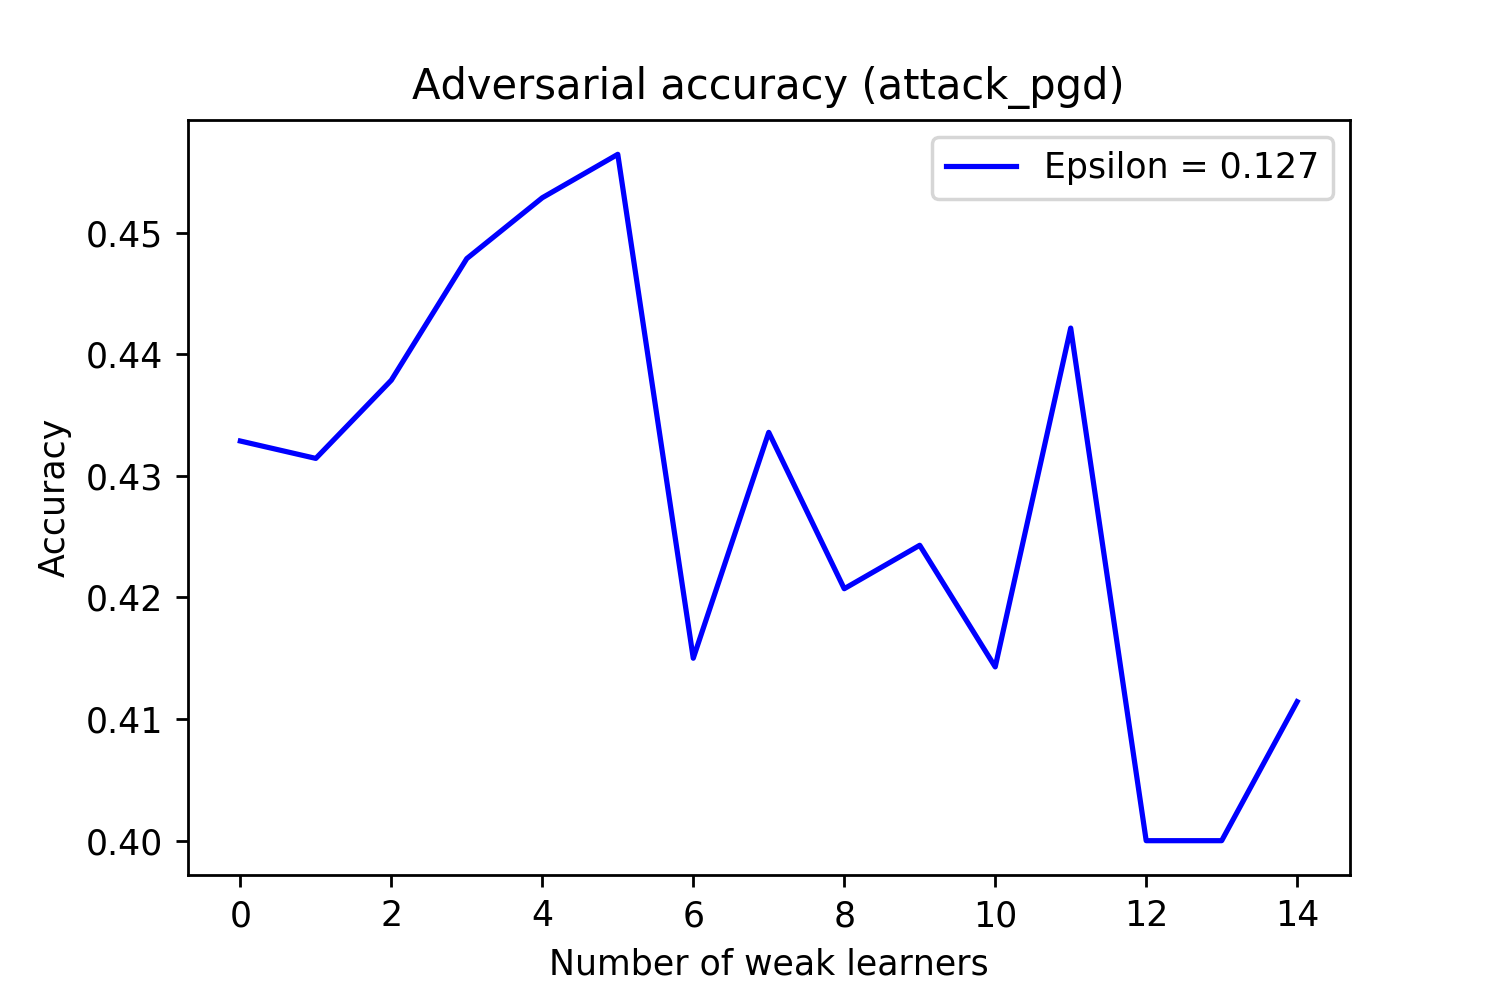 Adversarial accuracy (attack_pgd)
Epsilon = 0.127
Accuracy
0.45
0.44
0.43
0.42
0.41
0.40
0 2 4 6 8 10 12 14
Number of weak learners